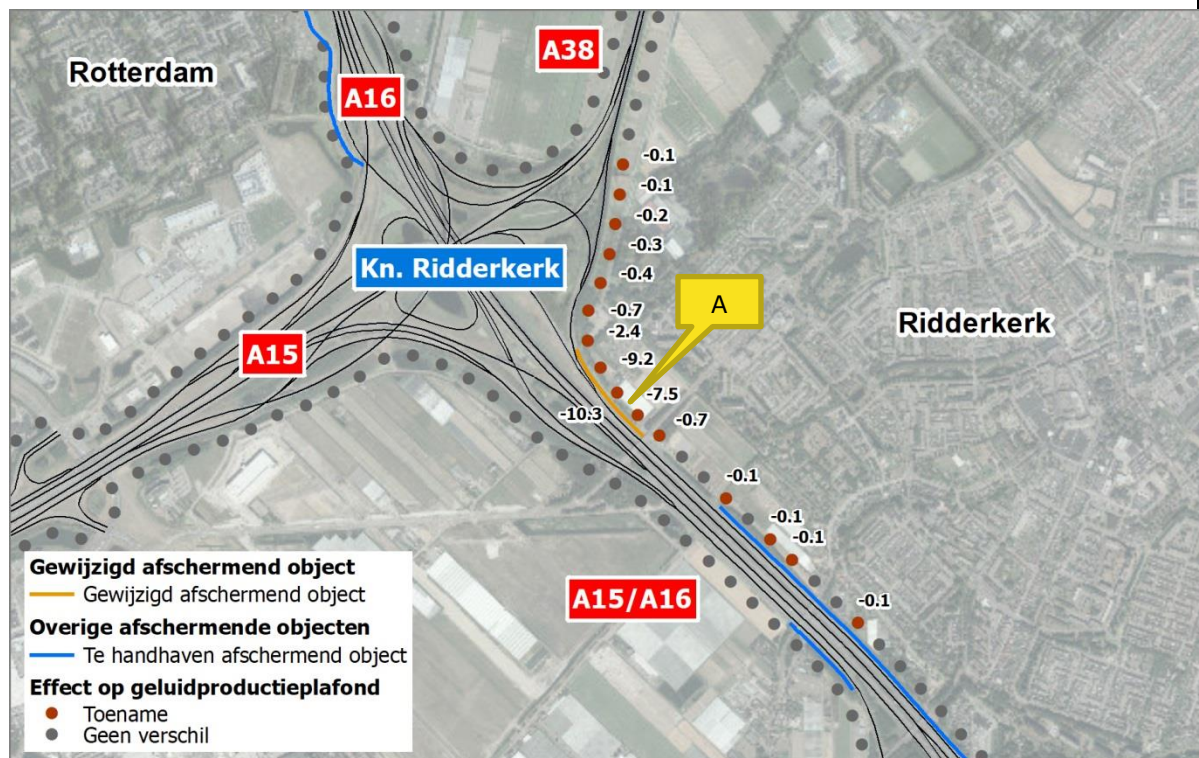 A38
Rotterdam
A16
-0.1
-0.1
-0.2
-0.3
Kn. Ridderkerk
-0.4
A
-0.7
Ridderkerk
-2.4
A15
-9.2
-7.5
-10.3
-0.7
-0.1
-0.1
-0.1
A15/A16
-0.1
Gewijzigd afschermend object
Gewijzigd afschermend object
Overige afschermende objecten
Te handhaven afschermend object
Effect op geluidproductieplafond
Toename
Geen verschil